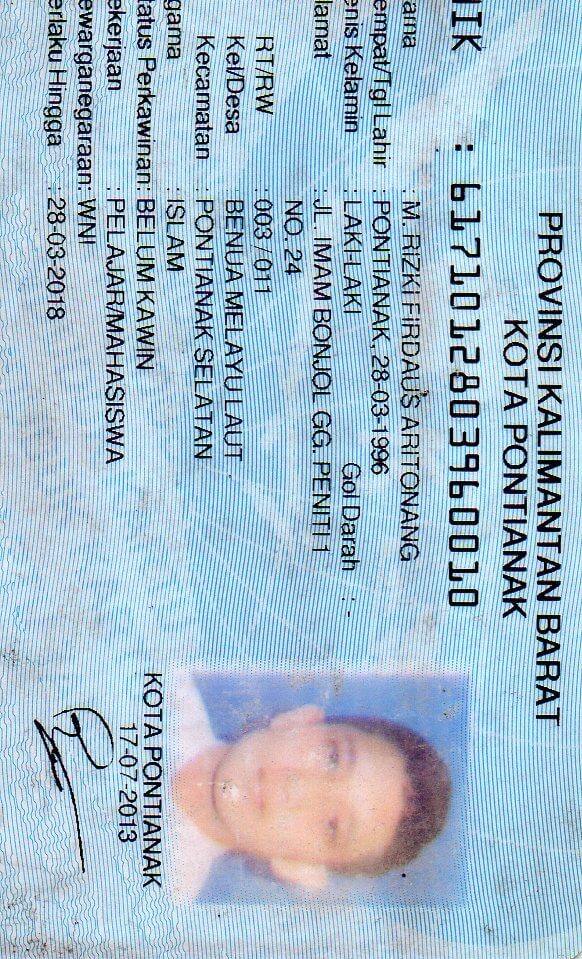 PROVINSI KALIMANTAN BARAT
KOTA PONTIANAK
NIK : 6171012803960010
ama : M. RIZKI FIRDAUS ARITONANG
empat/Tgl Lahir : PONTIANAK, 28-03-1996
enis Kelamin : LAKI-LAKI Gol Darah : -
lamat : JL. IMAM BONJOL GG. PENITI 1
NO. 24
RT/RW : 003 / 011
Kel/Desa : BENUA MELAYU LAUT
Kecamatan : PONTIANAK SELATAN
gama : ISLAM
tatus Perkawinan: BELUM KAWIN
ekerjaan : PELAJAR/MAHASISWA
ewarganegaraan: WNI
erlaku Hingga : 28-03-2018
KOTA PONTIANAK
17-07-2013